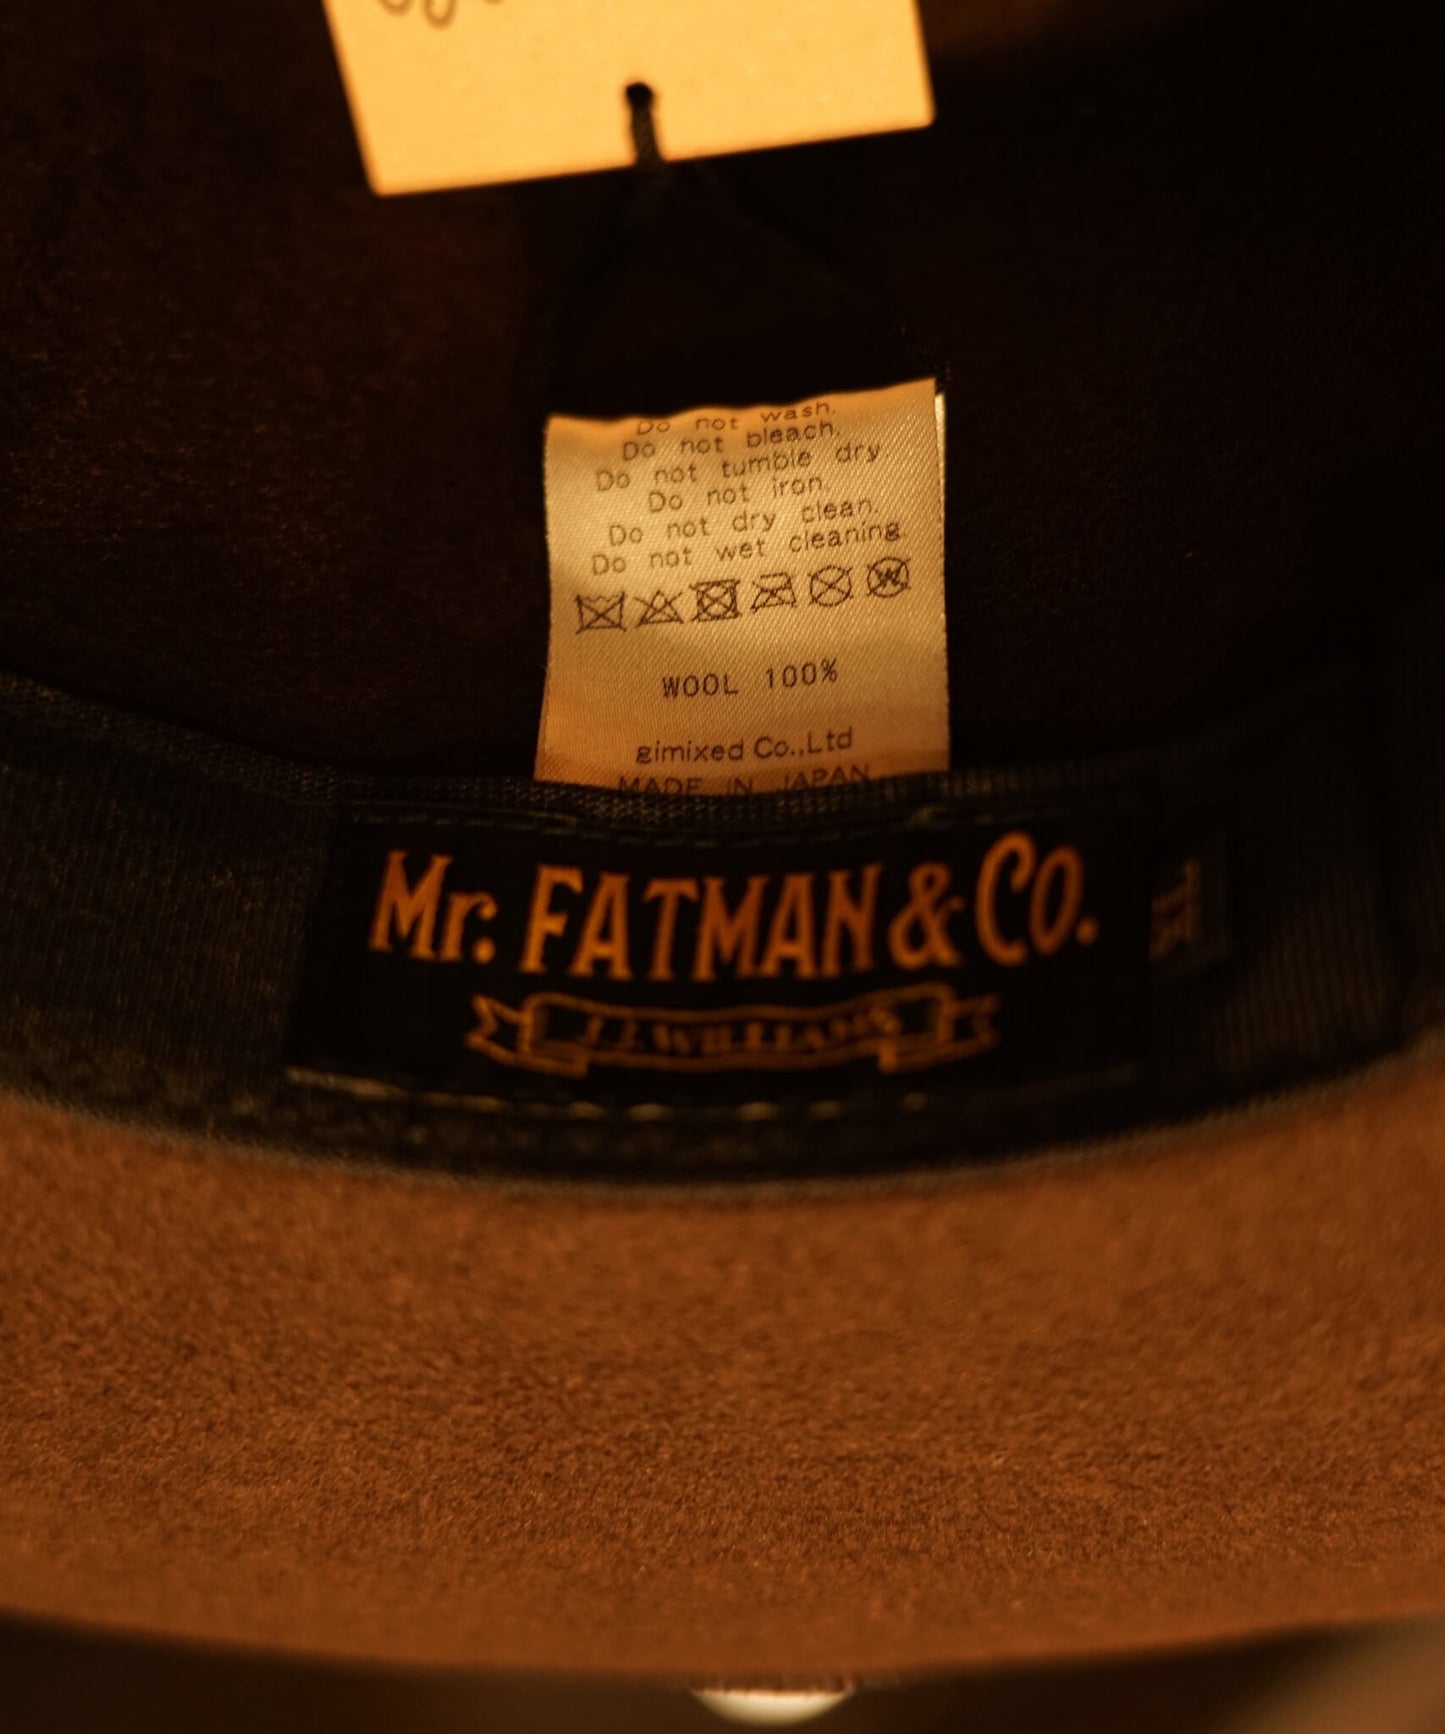 Do not wash.
Do not bleach.
Do not tumble dry
Do not iron.
Do not dry clean.
Do not wet cleaning
W
WOOL 100%
gimixed Co.,Ltd
MADE IN JAPAN
Mr. FATMAN & Co.
J.J.WILLIAMS